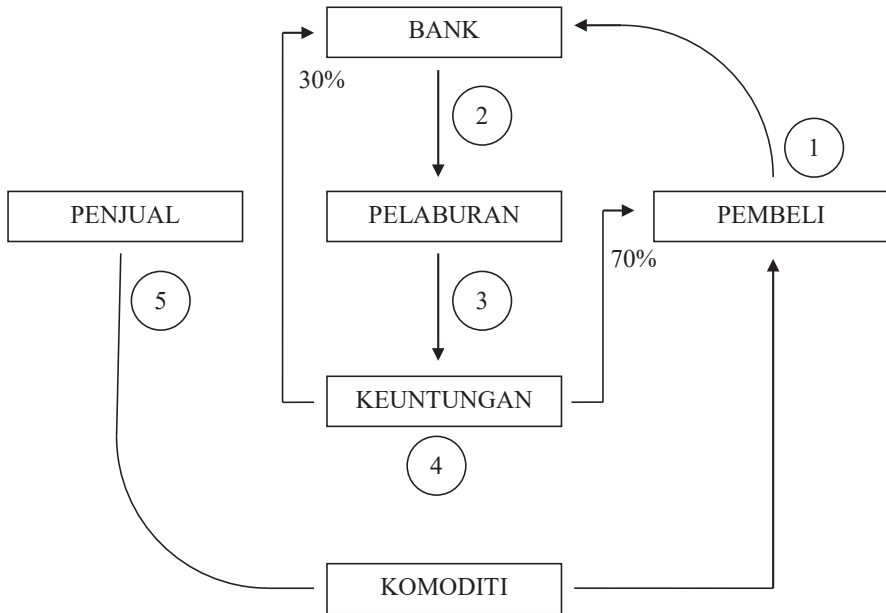 BANK
30%
2
1
PENJUAL
PELABURAN
PEMBELI
70%
5
3
KEUNTUNGAN
4
KOMODITI